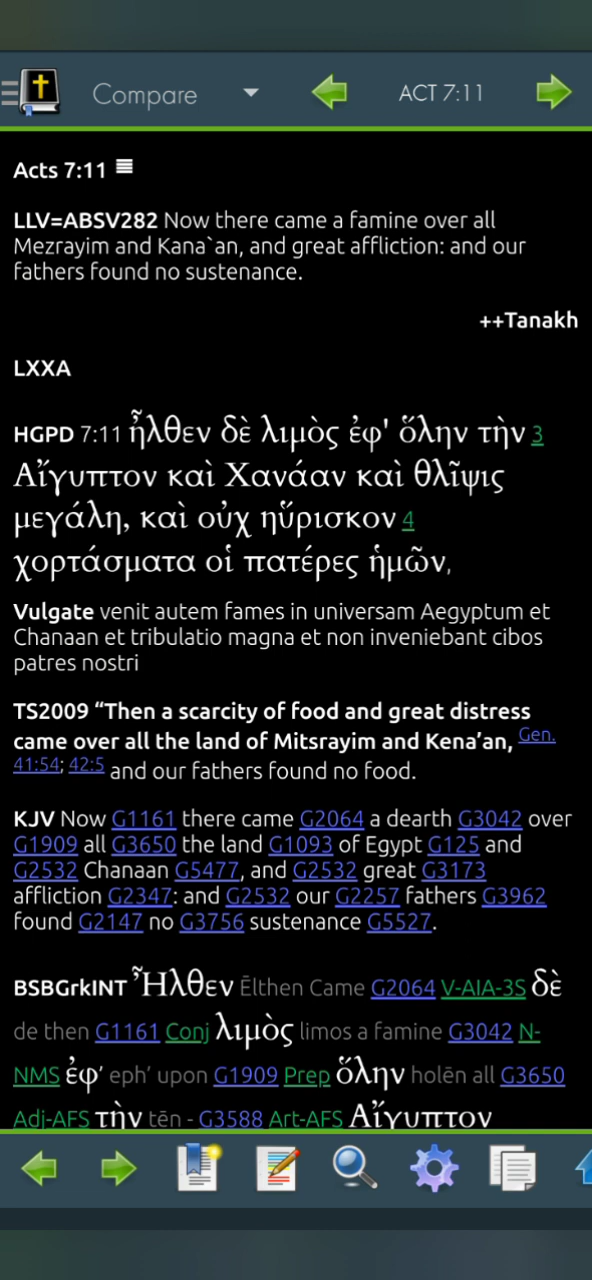 Compare
ACT 7:11
Acts 7:11
LLV=ABSV282 Now there came a famine over all
Mezrayim and Kana`an, and great affliction: and our
fathers found no sustenance.
++Tanakh
LXXA
HGPD 7:11 ἦλθεν δὲ λιμὸς ἐφ' ὅλην τὴν 3
Αἴγυπτον καὶ Χανάαν καὶ θλῖψις
μεγάλη, καὶ οὐχ ηὕρισκον 4
χορτάσματα οἱ πατέρες ἡμῶν,
Vulgate venit autem fames in universam Aegyptum et
Chanaan et tribulatio magna et non inveniebant cibos
patres nostri
TS2009 “Then a scarcity of food and great distress
came over all the land of Mitsrayim and Kena’an, Gen.
41:54; 42:5 and our fathers found no food.
KJV Now G1161 there came G2064 a dearth G3042 over
G1909 all G3650 the land G1093 of Egypt G125 and
G2532 Chanaan G5477, and G2532 great G3173
affliction G2347: and G2532 our G2257 fathers G3962
found G2147 no G3756 sustenance G5527.
BSBGrkINT Ἦλθεν Ēlthen Came G2064 V-AIA-3S δὲ
de then G1161 Conj λιμὸς limos a famine G3042 N-
NMS ἐφ’ eph’ upon G1909 Prep ὅλην holēn all G3650
Adj-AFS τὴν tēn - G3588 Art-AFS Αἴγυπτον